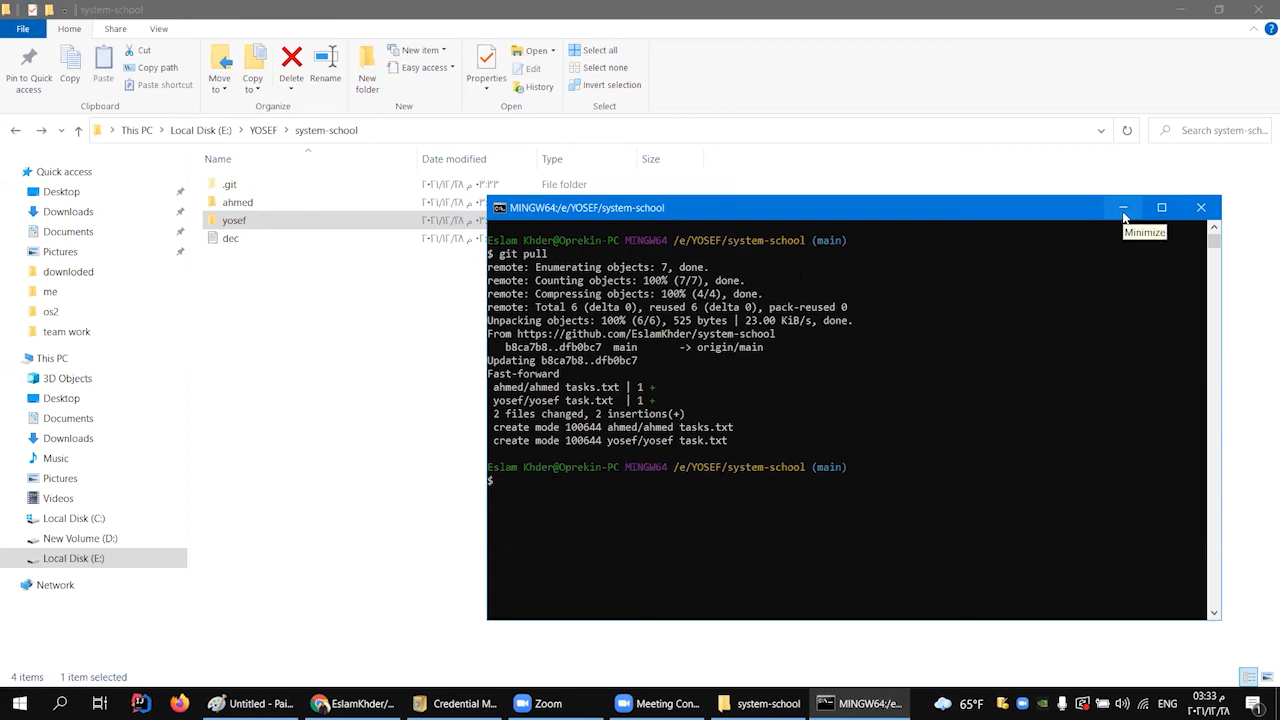 system-school
File
Home
Share
View
Pin to Quick access
Copy
Paste
Cut
Copy path
Paste shortcut
Clipboard
Move to
Copy to
Delete
Rename
Organize
New folder
New item
Easy access
New
Properties
Open
Edit
History
Open
Select all
Select none
Invert selection
Select
This PC
Local Disk (E:)
YOSEF
system-school
Search system-sch...
Name
Date modified
Type
Size
.git
٢٠٢١/١٢/٢٨ ٠٣:٣٣ م
File folder
ahmed
yosef
dec
Quick access
Desktop
Downloads
Documents
Pictures
downloded
me
os2
team work
This PC
3D Objects
Desktop
Documents
Downloads
Music
Pictures
Videos
Local Disk (C:)
New Volume (D:)
Local Disk (E:)
Network
MINGW64:/e/YOSEF/system-school
Minimize
Eslam Khder@Oprekin-PC MINGW64 /e/YOSEF/system-school (main)
$ git pull
remote: Enumerating objects: 7, done.
remote: Counting objects: 100% (7/7), done.
remote: Compressing objects: 100% (4/4), done.
remote: Total 6 (delta 0), reused 6 (delta 0), pack-reused 0
Unpacking objects: 100% (6/6), 525 bytes | 23.00 KiB/s, done.
From https://github.com/EslamKhder/system-school
b8ca7b8..dfb0bc7 main -> origin/main
Updating b8ca7b8..dfb0bc7
Fast-forward
ahmed/ahmed tasks.txt | 1 +
yosef/yosef task.txt | 1 +
2 files changed, 2 insertions(+)
create mode 100644 ahmed/ahmed tasks.txt
create mode 100644 yosef/yosef task.txt
Eslam Khder@Oprekin-PC MINGW64 /e/YOSEF/system-school (main)
$
4 items
1 item selected
Untitled - Pai...
EslamKhder/...
Credential M...
Zoom
Meeting Con...
system-school
MINGW64:/e...
65°F
ENG
٠٣:٣٣ م
٢٠٢١/١٢/٢٨
1